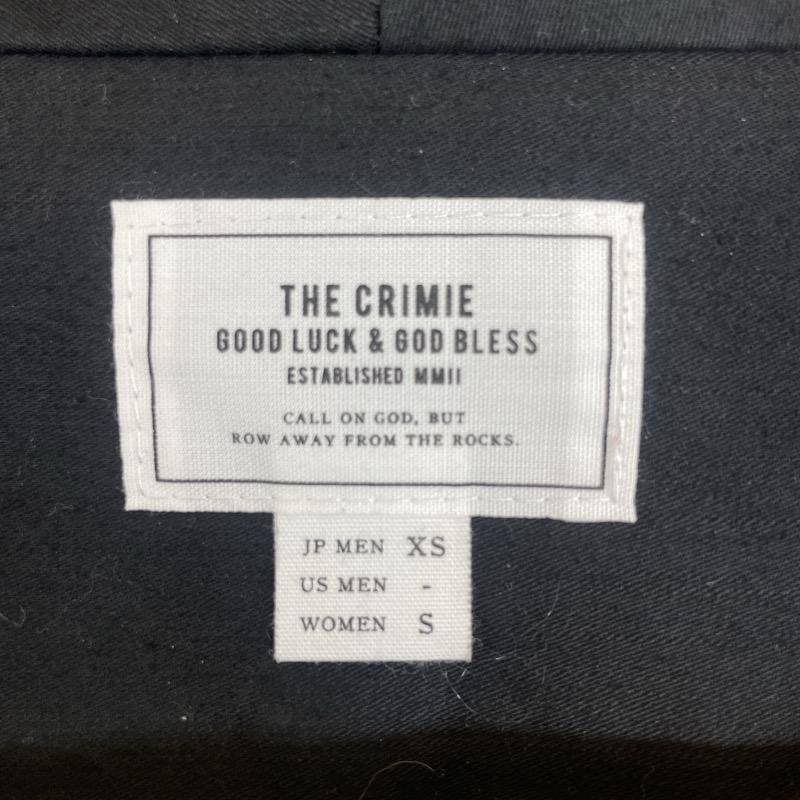 THE CRIMIE
GOOD LUCK & GOD BLESS
ESTABLISHED MMII
CALL ON GOD, BUT
ROW AWAY FROM THE ROCKS.
JP MEN XS
US MEN -
WOMEN S